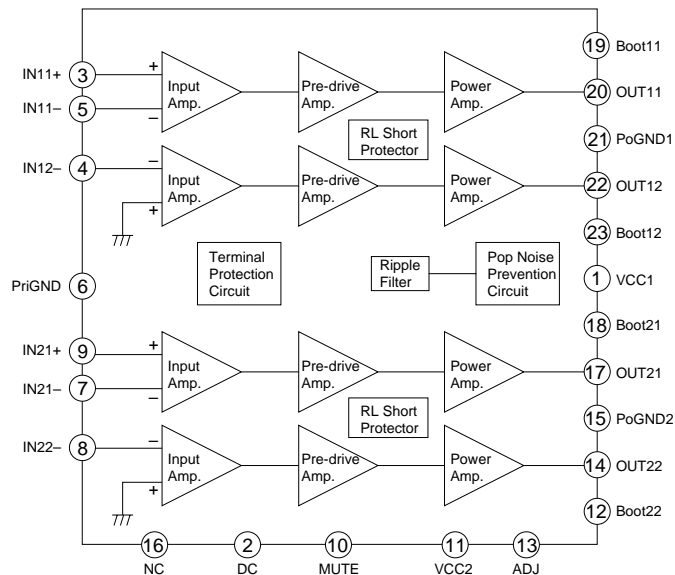 19 Boot11
IN11+ 3 + Input Amp. Pre-drive Amp. Power Amp. 20 OUT11
IN11– 5 –
RL Short Protector
21 PoGND1
IN12– 4 – Input Amp. Pre-drive Amp. Power Amp. 22 OUT12
+
23 Boot12
Terminal Protection Circuit
Ripple Filter
Pop Noise Prevention Circuit
PriGND 6
1 VCC1
18 Boot21
IN21+ 9 + Input Amp. Pre-drive Amp. Power Amp. 17 OUT21
IN21– 7 –
RL Short Protector
15 PoGND2
IN22– 8 – Input Amp. Pre-drive Amp. Power Amp. 14 OUT22
+
12 Boot22
16 2 10 11 13
NC DC MUTE VCC2 ADJ